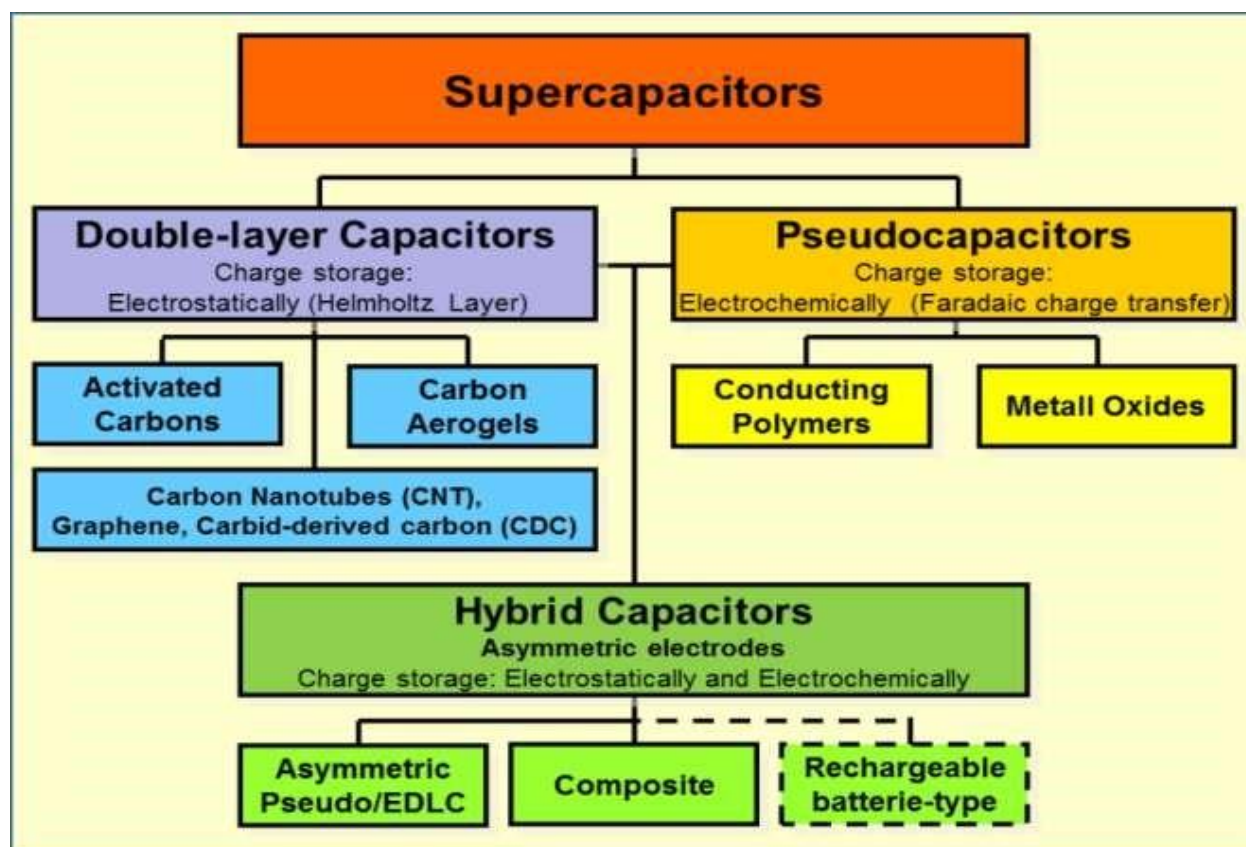 Supercapacitors
Double-layer Capacitors
Charge storage:
Electrostatically (Helmholtz Layer)
Pseudocapacitors
Charge storage:
Electrochemically (Faradaic charge transfer)
Activated
Carbons
Carbon
Aerogels
Conducting
Polymers
Metall Oxides
Carbon Nanotubes (CNT),
Graphene, Carbid-derived carbon (CDC)
Hybrid Capacitors
Asymmetric electrodes
Charge storage: Electrostatically and Electrochemically
Asymmetric
Pseudo/EDLC
Composite
Rechargeable
batterie-type